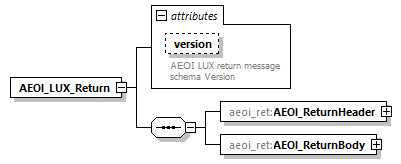 attributes
version
AEOI LUX return message
schema Version
AEOI_LUX_Return
aeoi_ret:AEOI_ReturnHeader
aeoi_ret:AEOI_ReturnBody